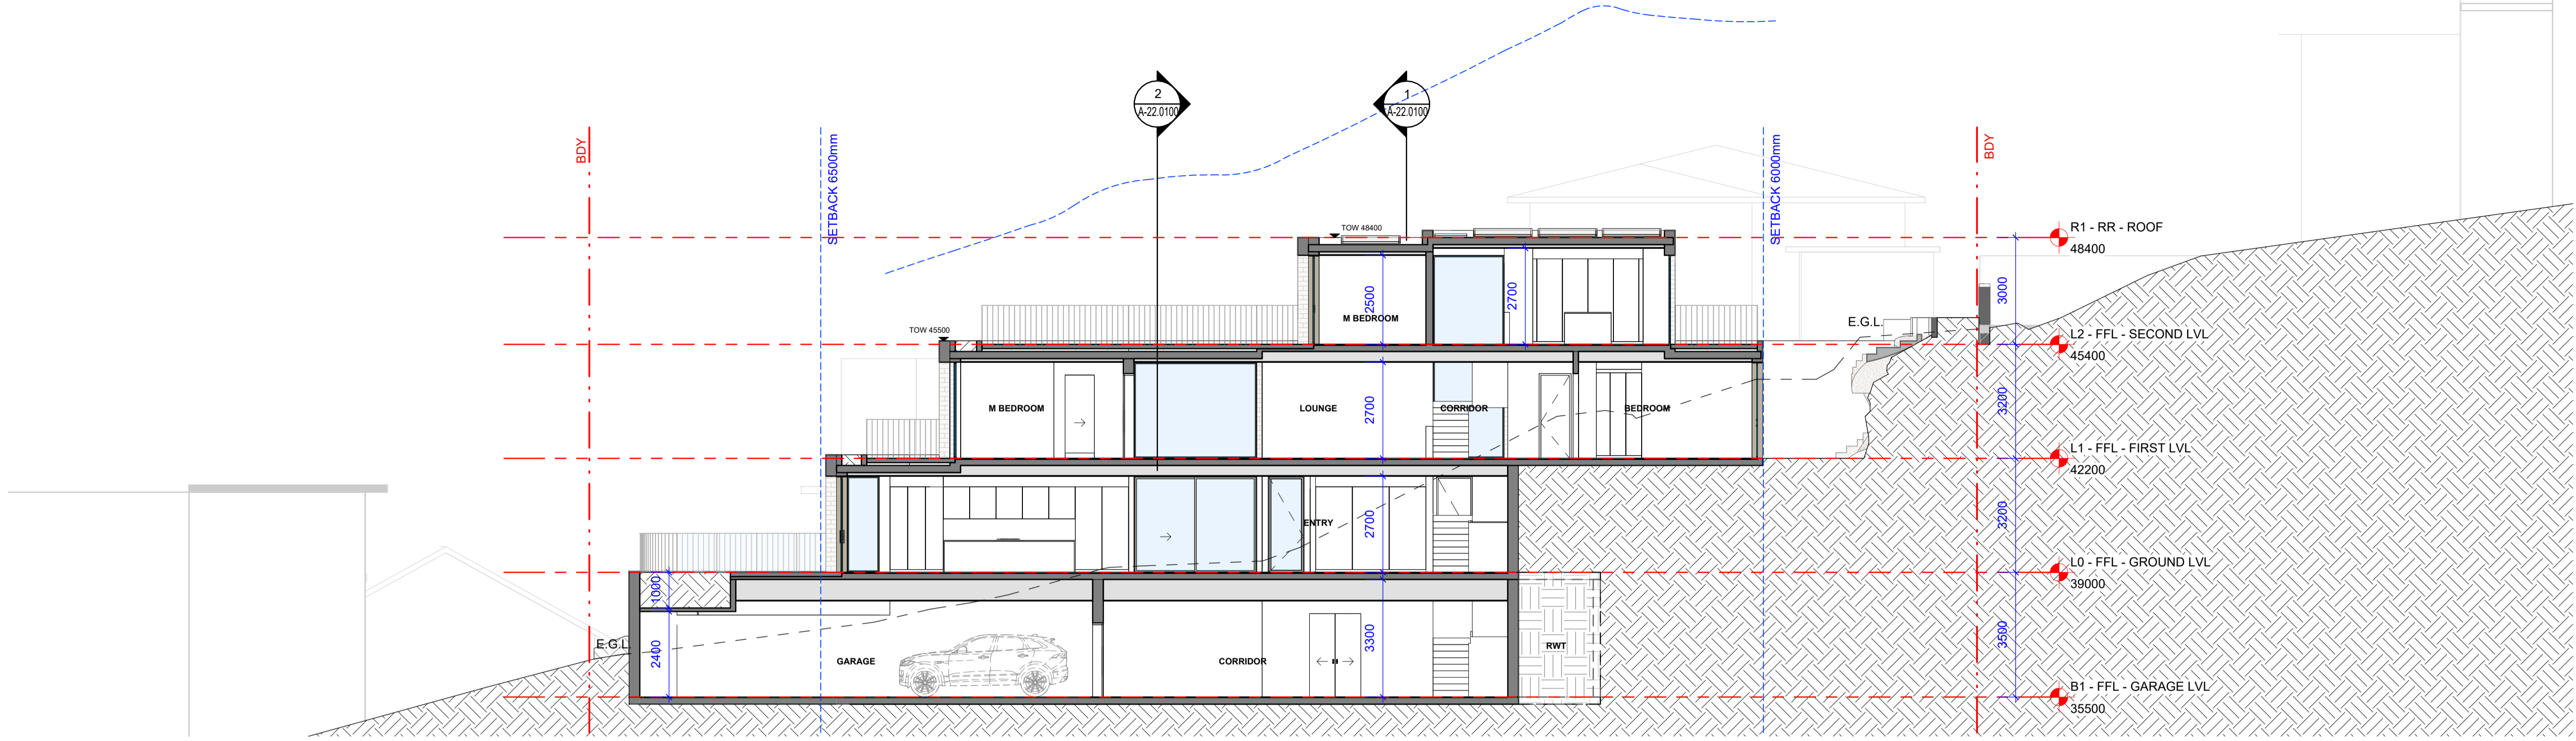 2
A-22.0100
1
A-22.0100
BDY
SETBACK 6500mm
SETBACK 6000mm
BDY
TOW 48400
R1 - RR - ROOF
48400
2500
2700
3000
M BEDROOM
E.G.L.
TOW 45500
L2 - FFL - SECOND LVL
45400
M BEDROOM
LOUNGE
2700
CORRIDOR
BEDROOM
3200
L1 - FFL - FIRST LVL
42200
ENTRY
2700
3200
L0 - FFL - GROUND LVL
39000
1000
E.G.L.
2400
GARAGE
CORRIDOR
3300
RWT
3500
B1 - FFL - GARAGE LVL
35500